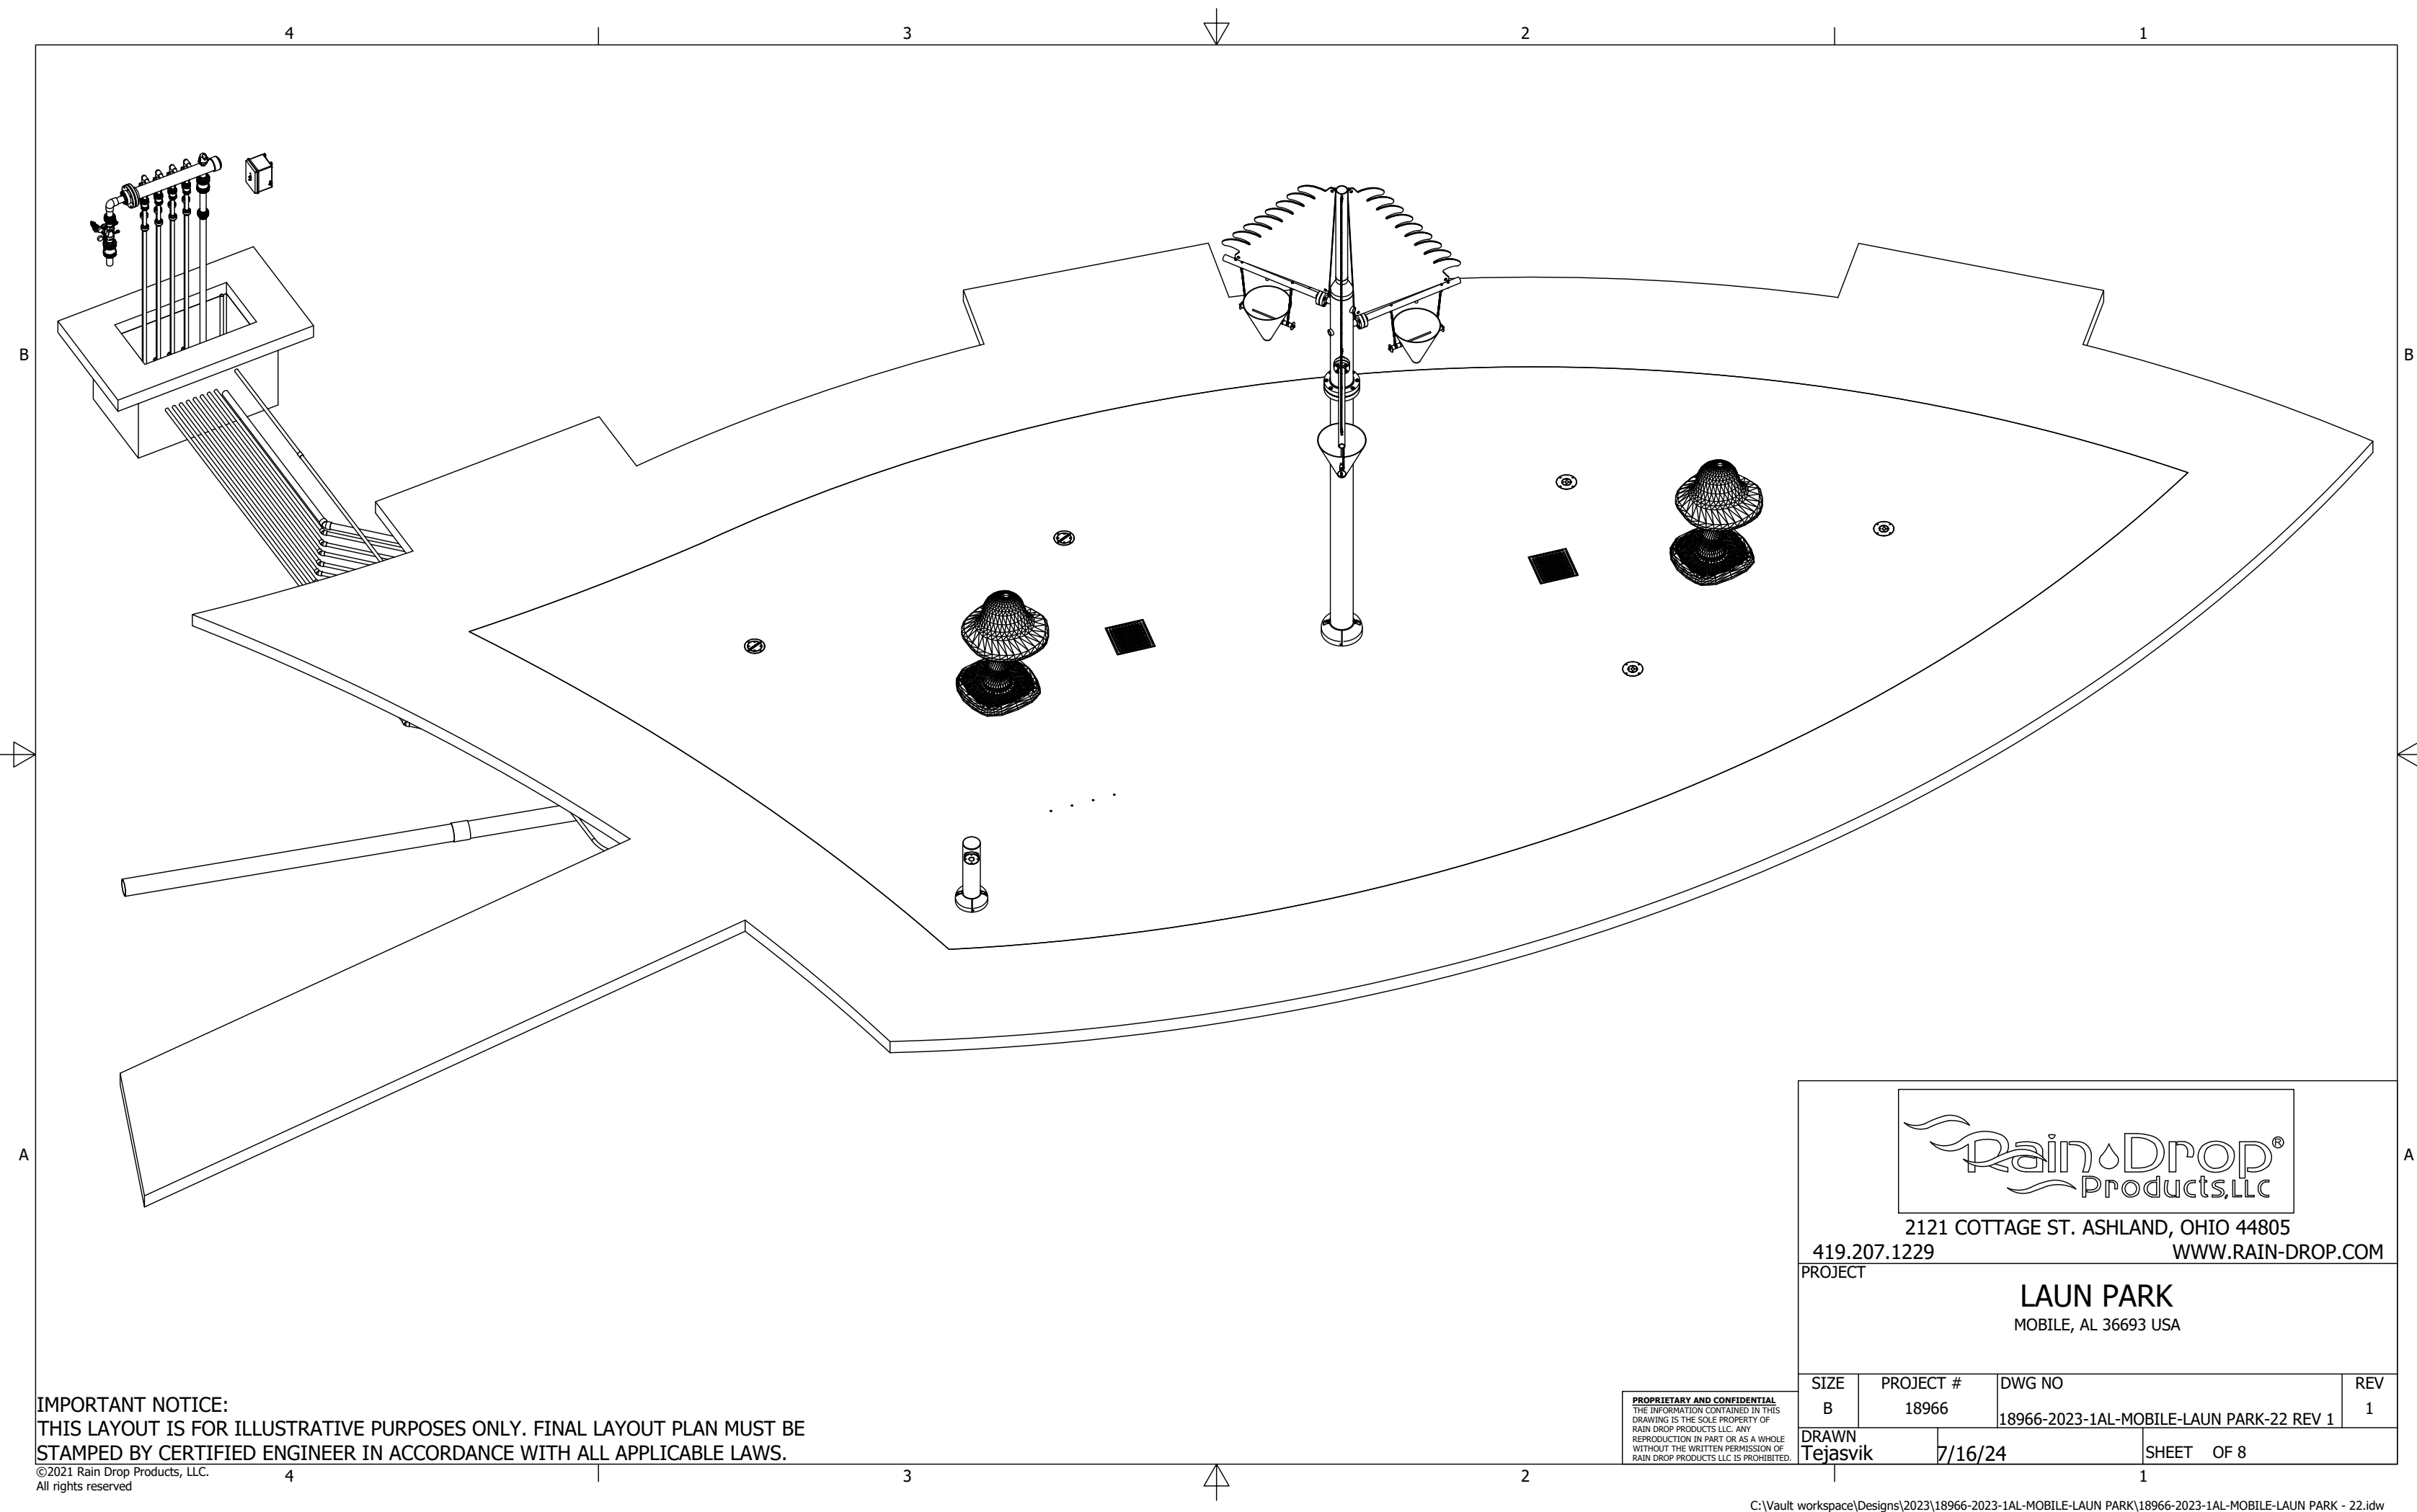 4 3 2 1
B B
A A
Rain Drop®
Products,LLC
2121 COTTAGE ST. ASHLAND, OHIO 44805
419.207.1229 WWW.RAIN-DROP.COM
PROJECT
LAUN PARK
MOBILE, AL 36693 USA
SIZE PROJECT # DWG NO REV
B 18966 18966-2023-1AL-MOBILE-LAUN PARK-22 REV 1 1
DRAWN
Tejasvik 7/16/24 SHEET OF 8
PROPRIETARY AND CONFIDENTIAL
THE INFORMATION CONTAINED IN THIS
DRAWING IS THE SOLE PROPERTY OF
RAIN DROP PRODUCTS LLC. ANY
REPRODUCTION IN PART OR AS A WHOLE
WITHOUT THE WRITTEN PERMISSION OF
RAIN DROP PRODUCTS LLC IS PROHIBITED.
IMPORTANT NOTICE:
THIS LAYOUT IS FOR ILLUSTRATIVE PURPOSES ONLY. FINAL LAYOUT PLAN MUST BE
STAMPED BY CERTIFIED ENGINEER IN ACCORDANCE WITH ALL APPLICABLE LAWS.
©2021 Rain Drop Products, LLC.
All rights reserved
4 3 2 1
C:\Vault workspace\Designs\2023\18966-2023-1AL-MOBILE-LAUN PARK\18966-2023-1AL-MOBILE-LAUN PARK - 22.idw